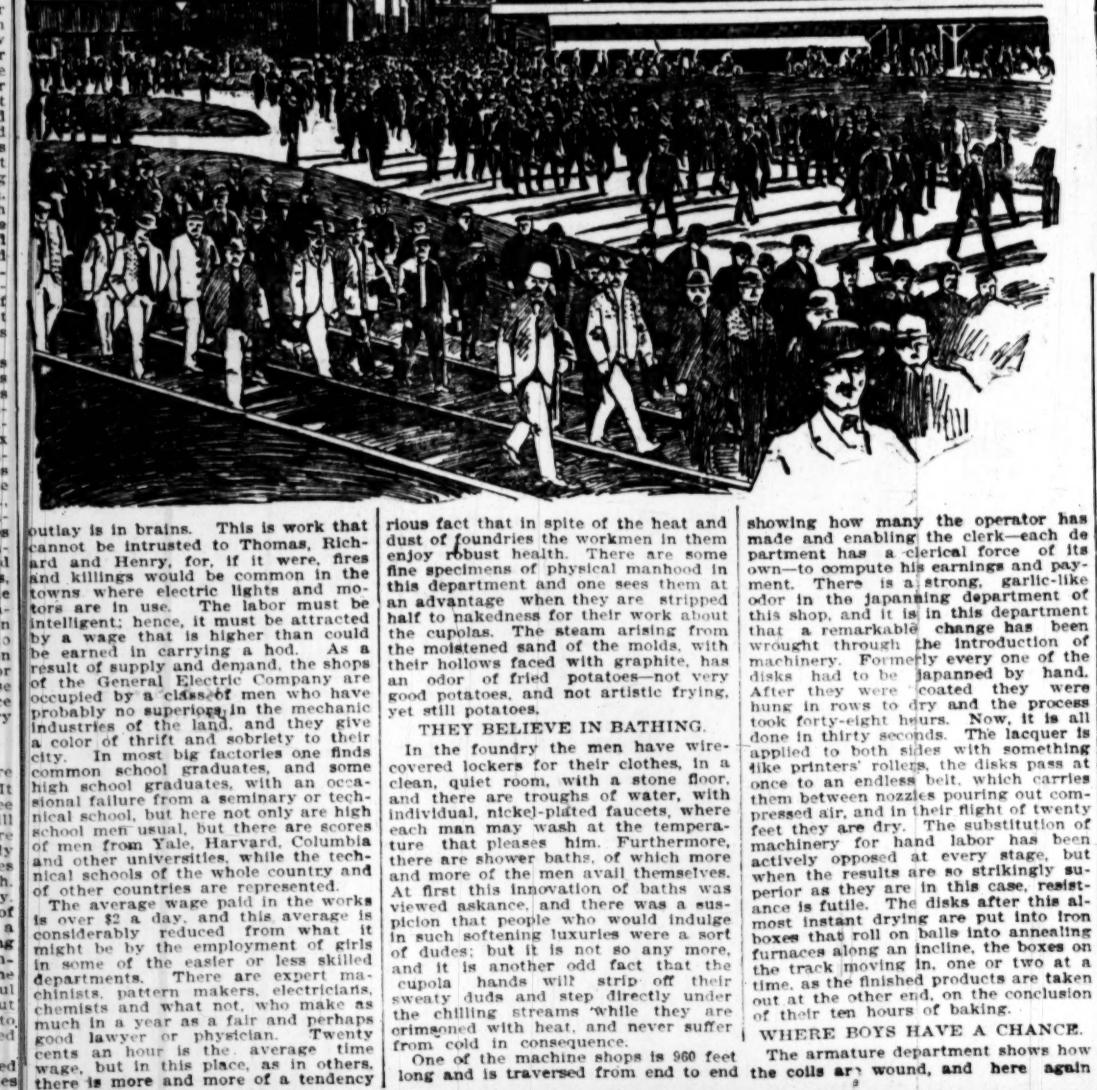 outlay is in brains. This is work that
cannot be intrusted to Thomas, Rich-
ard and Henry, for, if it were, fires
and killings would be common in the
towns where electric lights and mo-
tors are in use. The labor must be
intelligent; hence, it must be attracted
by a wage that is higher than could
be earned in carrying a hod. As a
result of supply and demand, the shops
of the General Electric Company are
occupied by a class of men who have
probably no superiors in the mechanic
industries of the land, and they give
a color of thrift and sobriety to their
city. In most big factories one finds
common school graduates, and some
high school graduates, with an occa-
sional failure from a seminary or tech-
nical school, but here not only are high
school men usual, but there are scores
of men from Yale, Harvard, Columbia
and other universities, while the tech-
nical schools of the whole country and
of other countries are represented.
The average wage paid in the works
is over $2 a day, and this average is
considerably reduced from what it
might be by the employment of girls
in some of the easier or less skilled
departments. There are expert ma-
chinists, pattern makers, electricians,
chemists and what not, who make as
much in a year as a fair and perhaps
good lawyer or physician. Twenty
cents an hour is the average time
wage, but in this place, as in others,
there is more and more of a tendency
rious fact that in spite of the heat and
dust of foundries the workmen in them
enjoy robust health. There are some
fine specimens of physical manhood in
this department and one sees them at
an advantage when they are stripped
half to nakedness for their work about
the cupolas. The steam arising from
the moistened sand of the molds, with
their hollows faced with graphite, has
an odor of fried potatoes—not very
good potatoes, and not artistic frying,
yet still potatoes.
THEY BELIEVE IN BATHING.
In the foundry the men have wire-
covered lockers for their clothes, in a
clean, quiet room, with a stone floor,
and there are troughs of water, with
individual, nickel-plated faucets, where
each man may wash at the tempera-
ture that pleases him. Furthermore,
there are shower baths, of which more
and more of the men avail themselves.
At first this innovation of baths was
viewed askance, and there was a sus-
picion that people who would indulge
in such softening luxuries were a sort
of dudes; but it is not so any more,
and it is another odd fact that the
cupola hands will strip off their
sweaty duds and step directly under
the chilling streams while they are
crimsoned with heat, and never suffer
from cold in consequence.
One of the machine shops is 960 feet
long and is traversed from end to end
showing how many the operator has
made and enabling the clerk—each de
partment has a clerical force of its
own—to compute his earnings and pay-
ment. There is a strong, garlic-like
odor in the japanning department of
this shop, and it is in this department
that a remarkable change has been
wrought through the introduction of
machinery. Formerly every one of the
disks had to be japanned by hand.
After they were coated they were
hung in rows to dry and the process
took forty-eight hours. Now, it is all
done in thirty seconds. The lacquer is
applied to both sides with something
like printers' rollers, the disks pass at
once to an endless belt, which carries
them between nozzles pouring out com-
pressed air, and in their flight of twenty
feet they are dry. The substitution of
machinery for hand labor has been
actively opposed at every stage, but
when the results are so strikingly su-
perior as they are in this case, resist-
ance is futile. The disks after this al-
most instant drying are put into iron
boxes that roll on balls into annealing
furnaces along an incline, the boxes on
the track moving in, one or two at a
time, as the finished products are taken
out at the other end, on the conclusion
of their ten hours of baking.
WHERE BOYS HAVE A CHANCE.
The armature department shows how
the coils are wound, and here again